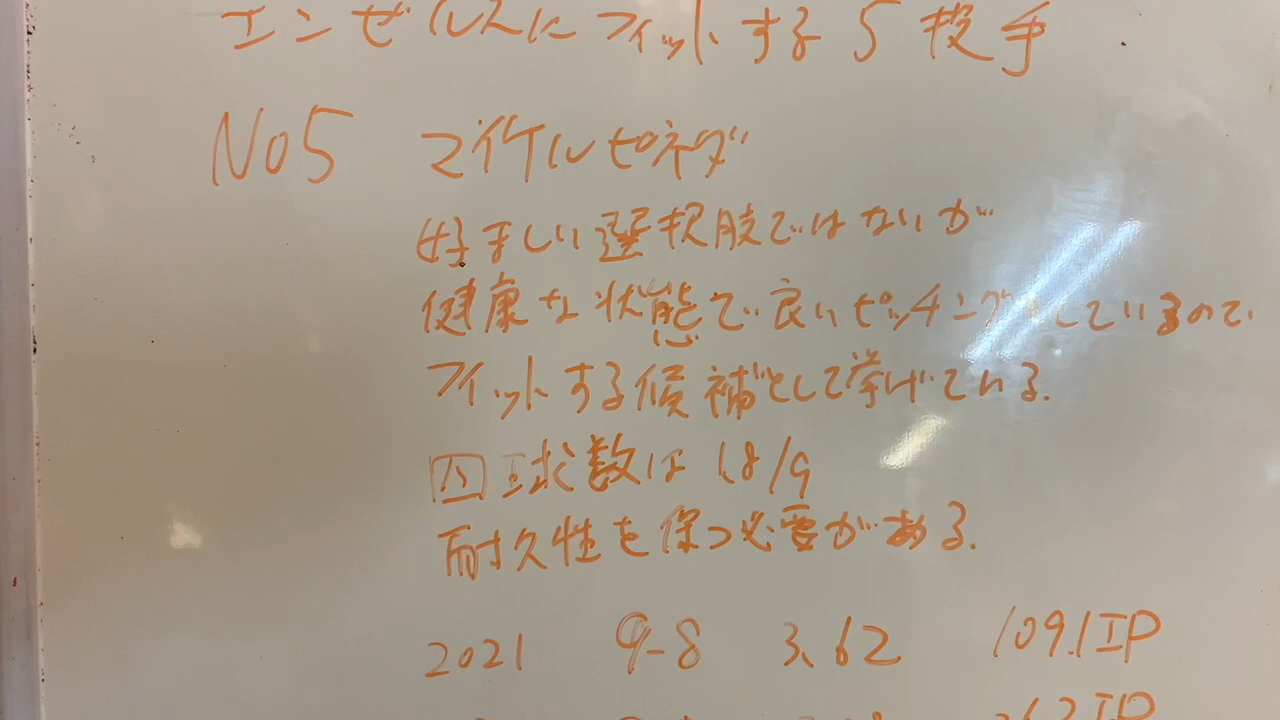 エンゼルスにフィットする5投手
No5 マイケルピネダ
好ましい選択肢ではないが
健康な状態で良いピッチングをしているので
フィットする候補として挙げている.
四球数は 1.8/9
耐久性を保つ必要がある.
2021 9-8 3.62 109.1IP